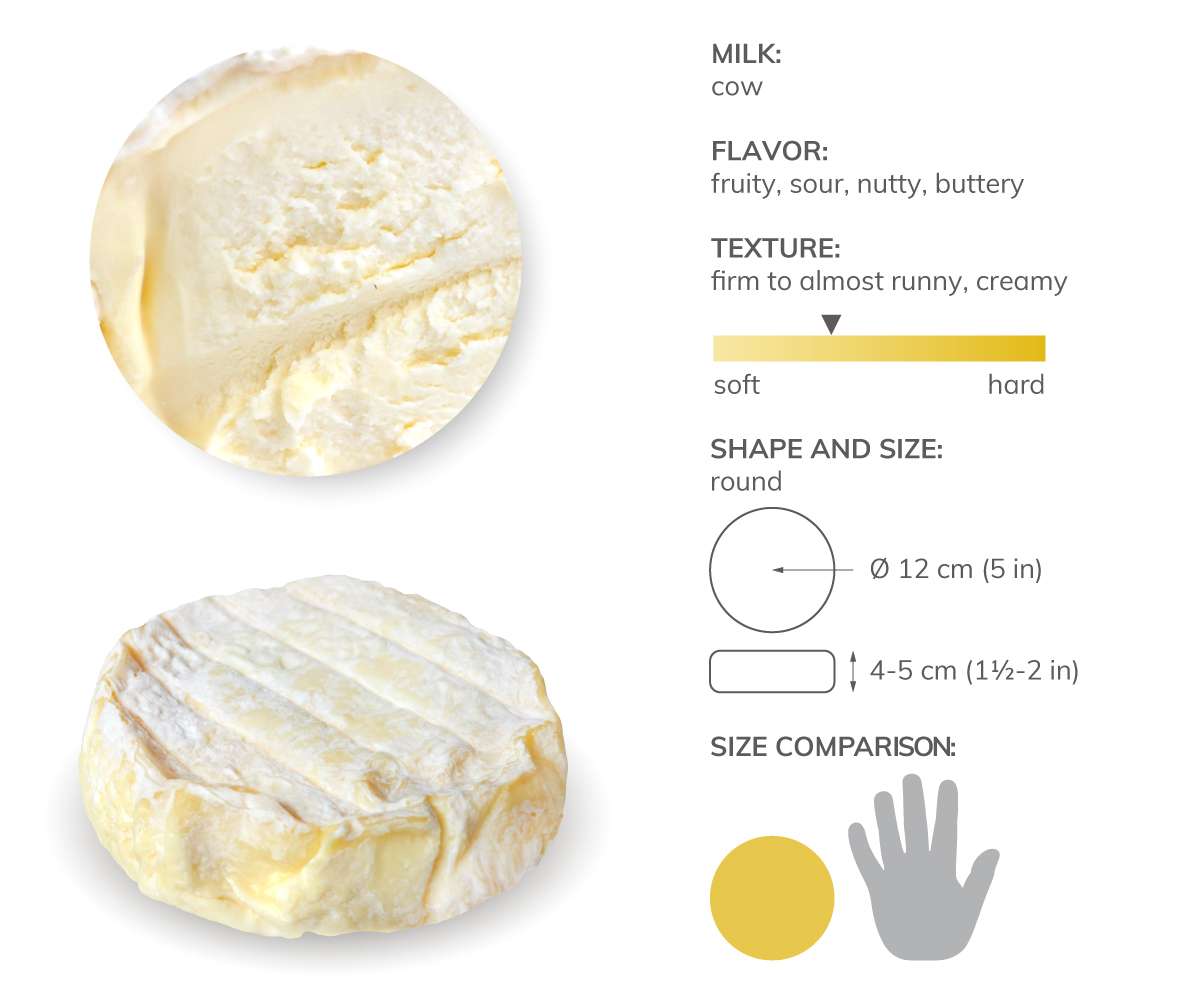 MILK:
cow
FLAVOR:
fruity, sour, nutty, buttery
TEXTURE:
firm to almost runny, creamy
soft
hard
SHAPE AND SIZE:
round
Ø 12 cm (5 in)
4-5 cm (1½-2 in)
SIZE COMPARISON: